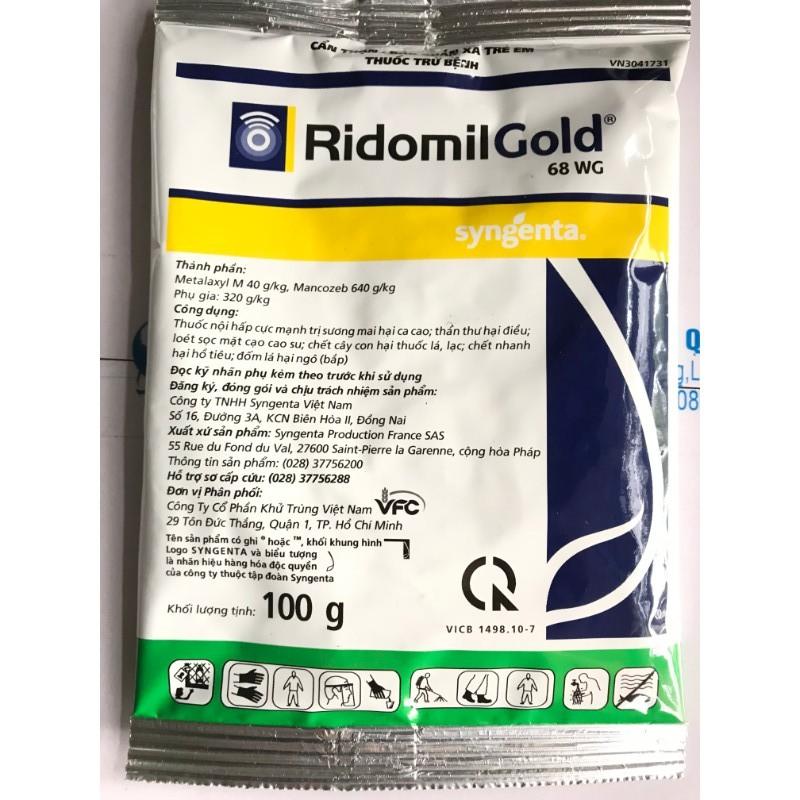 CẨN THẬN XA TRẺ EM
THUỐC TRỪ BỆNH
VN3041731
RidomilGold®
68 WG
syngenta®
Thành phần:
Metalaxyl M 40 g/kg, Mancozeb 640 g/kg
Phụ gia: 320 g/kg
Công dụng:
Thuốc nội hấp cực mạnh trị sương mai hại ca cao; thán thư hại điều;
loét sọc mặt cạo cao su; chết cây con hại thuốc lá, lạc; chết nhanh
hại hồ tiêu; đốm lá hại ngô (bắp)
Đọc kỹ nhãn phụ kèm theo trước khi sử dụng
Đăng ký, đóng gói và chịu trách nhiệm sản phẩm:
Công ty TNHH Syngenta Việt Nam
Số 16, Đường 3A, KCN Biên Hòa II, Đồng Nai
Xuất xứ sản phẩm: Syngenta Production France SAS
55 Rue du Fond du Val, 27600 Saint-Pierre la Garenne, cộng hòa Pháp
Thông tin sản phẩm: (028) 37756200
Hỗ trợ sơ cấp cứu: (028) 37756288
Đơn vị Phân phối:
Công Ty Cổ Phần Khử Trùng Việt Nam VFC
29 Tôn Đức Thắng, Quận 1, TP. Hồ Chí Minh
Tên sản phẩm có ghi ® hoặc ™, khối khung hình
Logo SYNGENTA và biểu tượng
là nhãn hiệu hàng hóa độc quyền
của công ty thuộc tập đoàn Syngenta
Khối lượng tịnh: 100 g
VICB 1498.10-7
Q
g,L
08